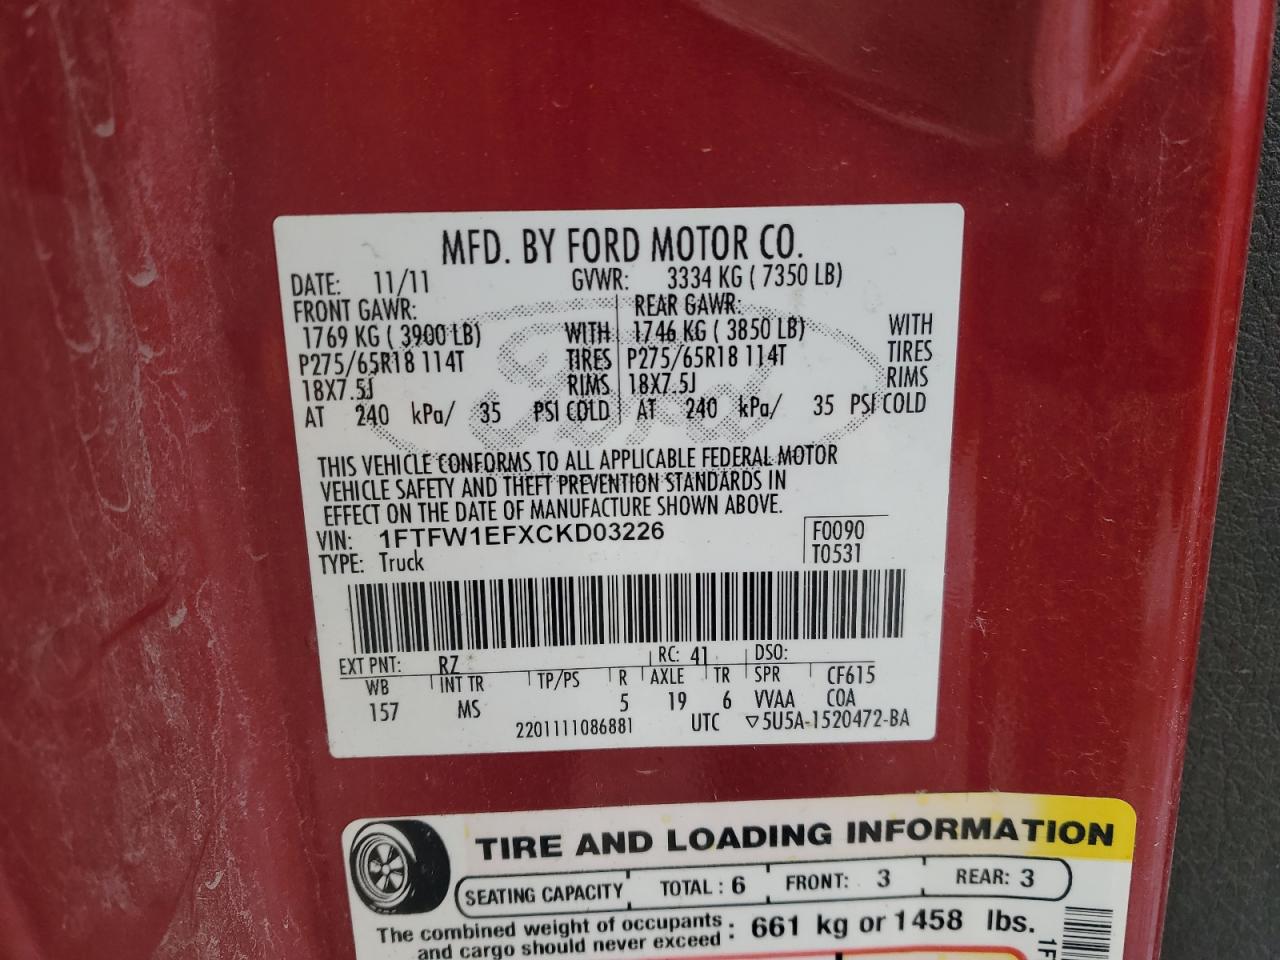 MFD. BY FORD MOTOR CO.
DATE: 11/11 GVWR: 3334 KG ( 7350 LB)
FRONT GAWR: REAR GAWR:
1769 KG ( 3900 LB) WITH 1746 KG ( 3850 LB) WITH
P275/65R18 114T TIRES P275/65R18 114T TIRES
18X7.5J RIMS 18X7.5J RIMS
AT 240 kPa/ 35 PSI COLD AT 240 kPa/ 35 PSI COLD
Ford
THIS VEHICLE CONFORMS TO ALL APPLICABLE FEDERAL MOTOR
VEHICLE SAFETY AND THEFT PREVENTION STANDARDS IN
EFFECT ON THE DATE OF MANUFACTURE SHOWN ABOVE.
VIN: 1FTFW1EFXCKD03226 F0090
TYPE: Truck T0531
EXT PNT: RZ RC: 41 DSO:
WB INT TR TP/PS R AXLE TR SPR CF615
157 MS 5 19 6 VVAA COA
2201111086881 UTC ▽5U5A-1520472-BA
TIRE AND LOADING INFORMATION
SEATING CAPACITY TOTAL : 6 FRONT: 3 REAR: 3
The combined weight of occupants
and cargo should never exceed : 661 kg or 1458 lbs.
1F